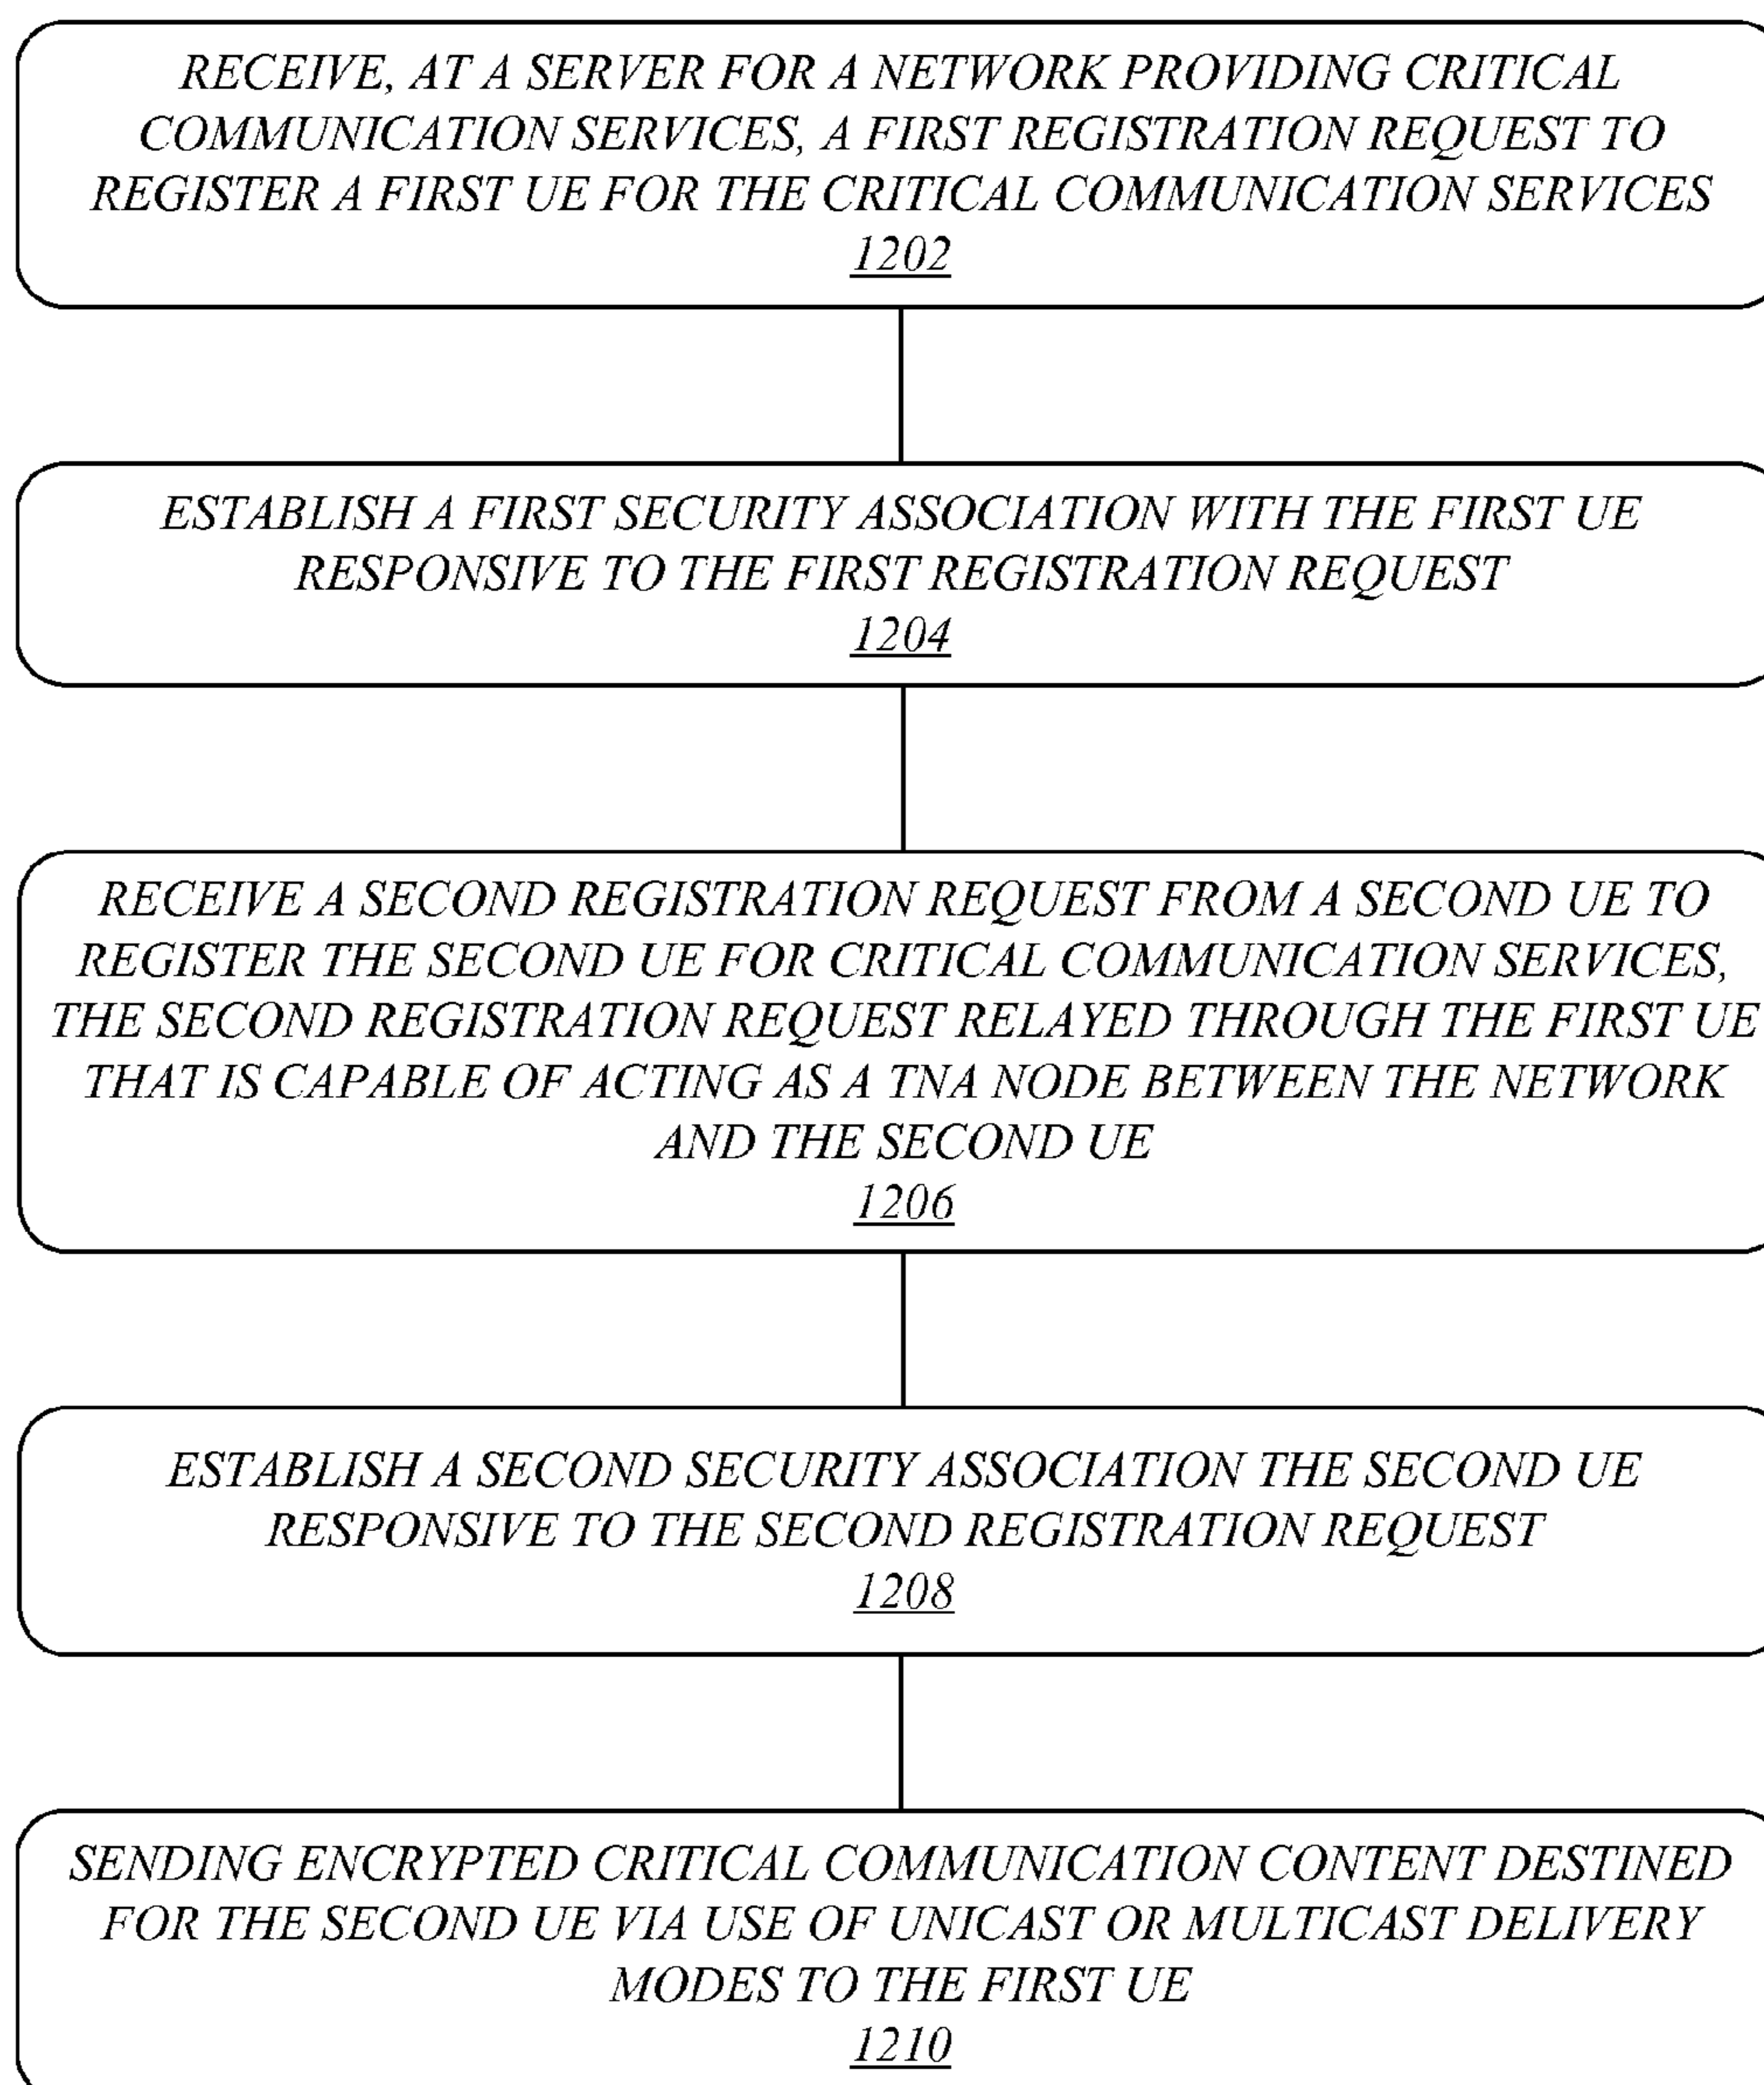 RECEIVE, AT A SERVER FOR A NETWORK PROVIDING CRITICAL
COMMUNICATION SERVICES, A FIRST REGISTRATION REQUEST TO
REGISTER A FIRST UE FOR THE CRITICAL COMMUNICATION SERVICES
1202
ESTABLISH A FIRST SECURITY ASSOCIATION WITH THE FIRST UE
RESPONSIVE TO THE FIRST REGISTRATION REQUEST
1204
RECEIVE A SECOND REGISTRATION REQUEST FROM A SECOND UE TO
REGISTER THE SECOND UE FOR CRITICAL COMMUNICATION SERVICES,
THE SECOND REGISTRATION REQUEST RELAYED THROUGH THE FIRST UE
THAT IS CAPABLE OF ACTING AS A TNA NODE BETWEEN THE NETWORK
AND THE SECOND UE
1206
ESTABLISH A SECOND SECURITY ASSOCIATION THE SECOND UE
RESPONSIVE TO THE SECOND REGISTRATION REQUEST
1208
SENDING ENCRYPTED CRITICAL COMMUNICATION CONTENT DESTINED
FOR THE SECOND UE VIA USE OF UNICAST OR MULTICAST DELIVERY
MODES TO THE FIRST UE
1210